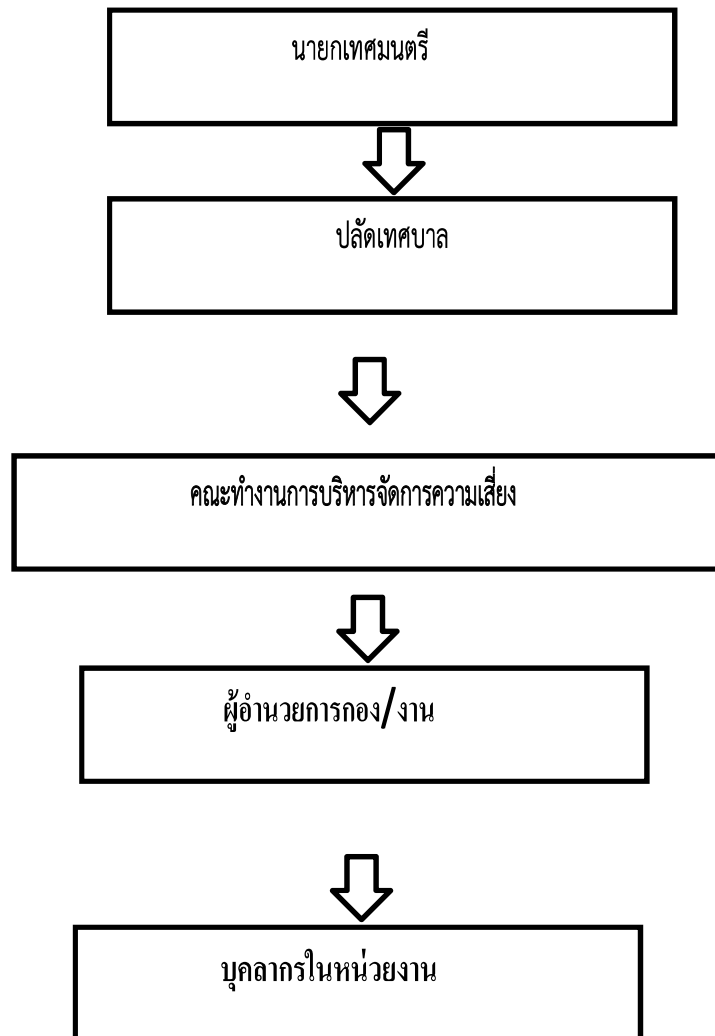 นายกเทศมนตรี
ปลัดเทศบาล
คณะทำงานการบริหารจัดการความเสี่ยง
ผู้อำนวยการกอง/งาน
บุคลากรในหน่วยงาน